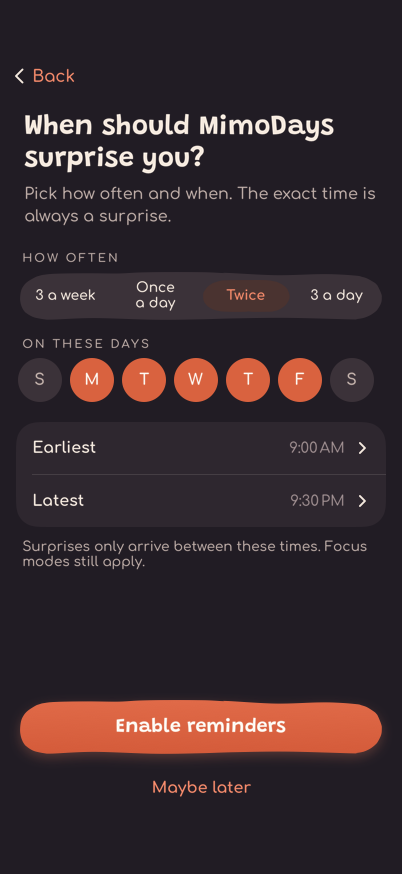 Back
When should MimoDays
surprise you?
Pick how often and when. The exact time is
always a surprise.
HOW OFTEN
3 a week Once a day Twice 3 a day
ON THESE DAYS
S M T W T F S
Earliest 9:00 AM
Latest 9:30 PM
Surprises only arrive between these times. Focus
modes still apply.
Enable reminders
Maybe later